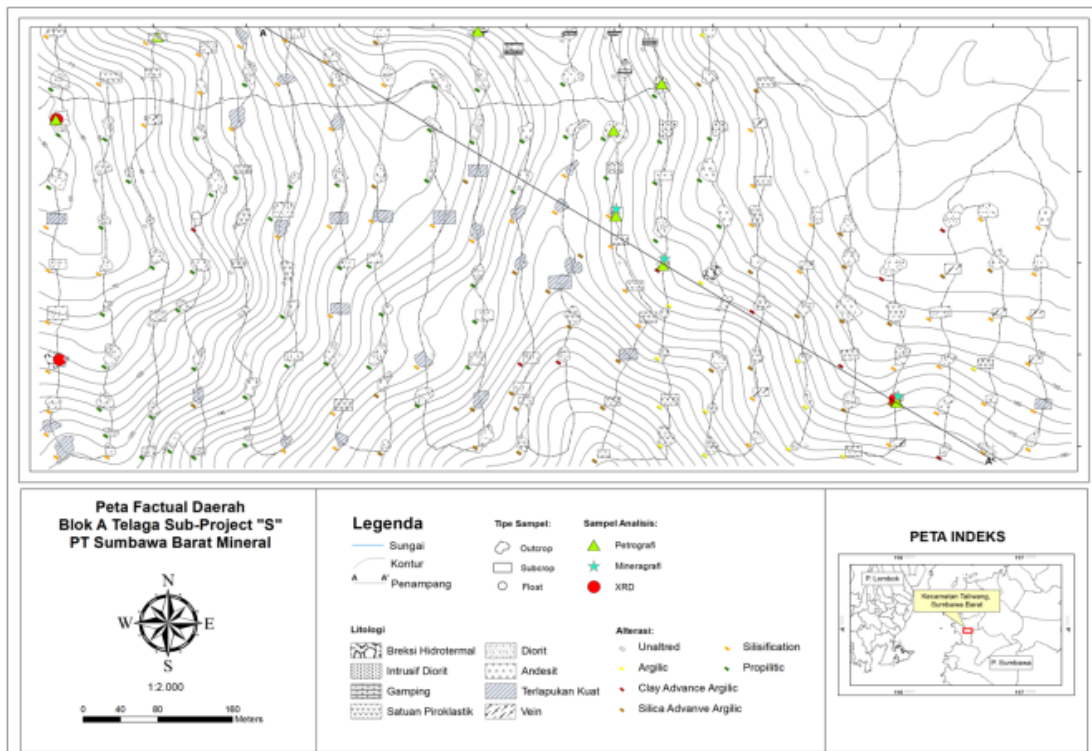 A
A'
Peta Factual Daerah
Blok A Telaga Sub-Project "S"
PT Sumbawa Barat Mineral
N
W E
S
1:2.000
0 40 80 160
Meters
Legenda
Sungai
Kontur
A A'
Penampang
Tipe Sampel:
Outcrop
Subcrop
Float
Sampel Analisis:
Petrografi
Mineragrafi
XRD
Litologi
Breksi Hidrotermal
Intrusif Diorit
Gamping
Satuan Piroklastik
Diorit
Andesit
Terlapukan Kuat
Vein
Alterasi:
Unaltred
Argilic
Clay Advance Argilic
Silica Advanve Argilic
Silisification
Propilitic
PETA INDEKS
P. Lombok
Kecamatan Taliwang,
Sumbawa Barat
P. Sumbawa